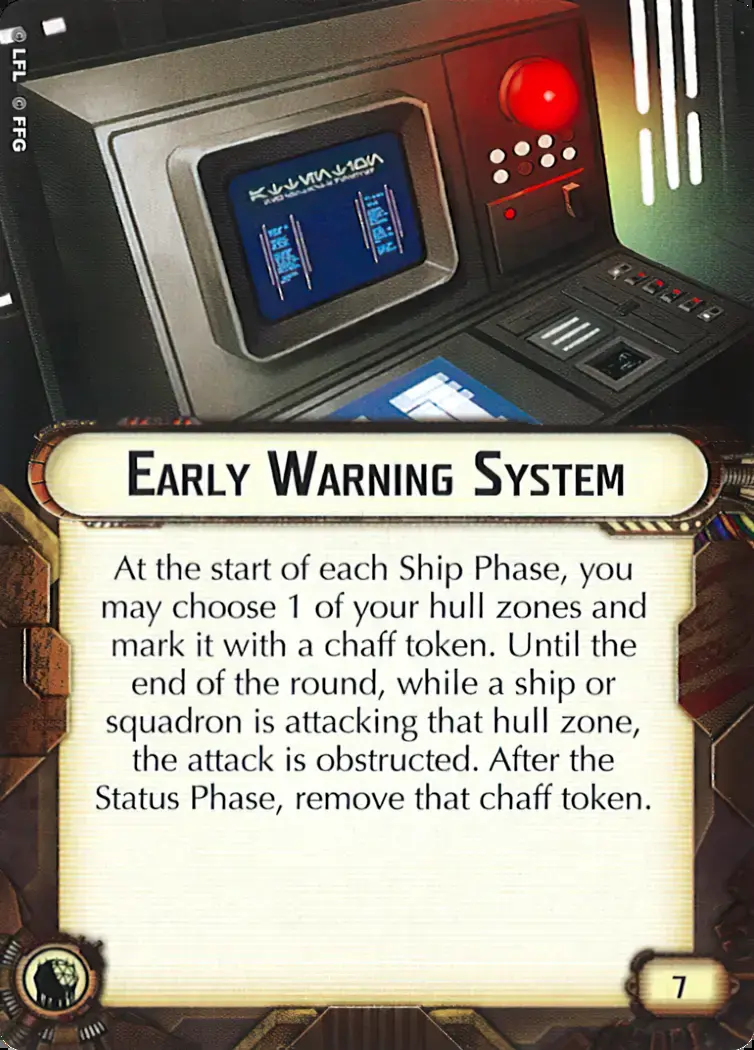 © LFL © FFG
EARLY WARNING SYSTEM
At the start of each Ship Phase, you
may choose 1 of your hull zones and
mark it with a chaff token. Until the
end of the round, while a ship or
squadron is attacking that hull zone,
the attack is obstructed. After the
Status Phase, remove that chaff token.
7